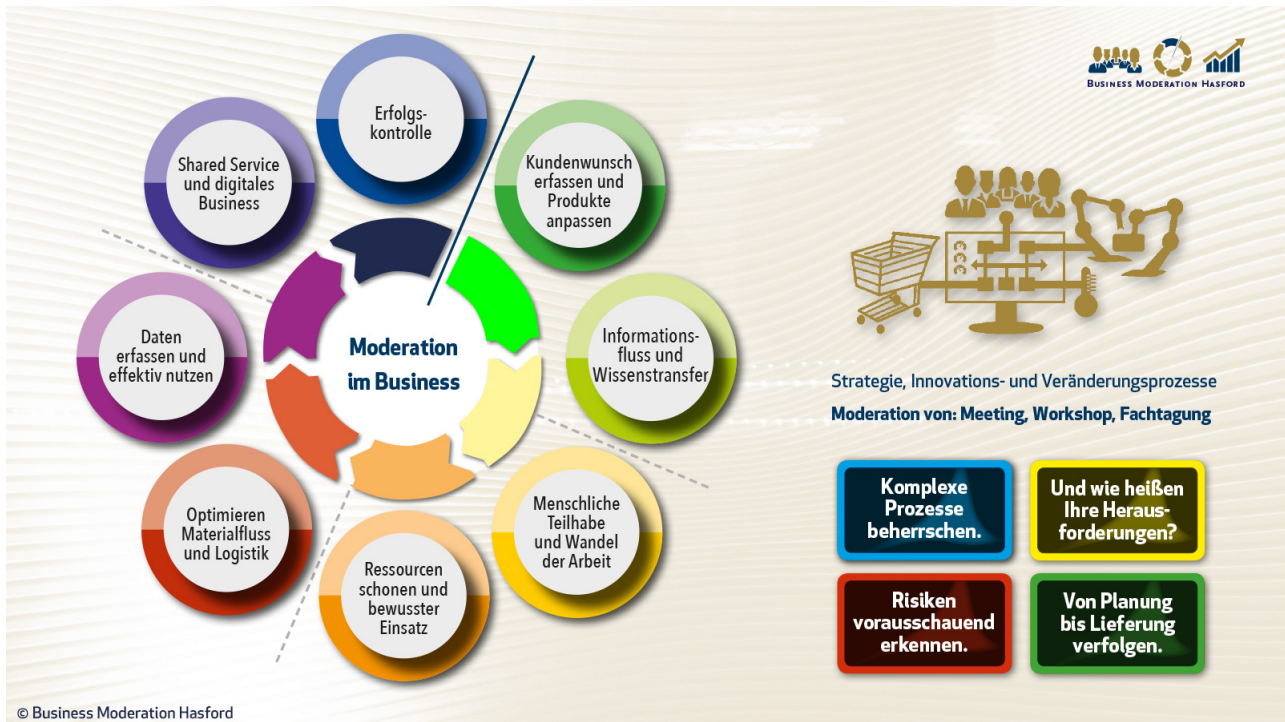 BUSINESS MODERATION HASFORD
Erfolgs-
kontrolle
Kundenwunsch
erfassen und
Produkte
anpassen
Informations-
fluss und
Wissenstransfer
Menschliche
Teilhabe
und Wandel
der Arbeit
Ressourcen
schonen und
bewusster
Einsatz
Optimieren
Materialfluss
und Logistik
Daten
erfassen und
effektiv nutzen
Shared Service
und digitales
Business
Moderation
im Business
Strategie, Innovations- und Veränderungsprozesse
Moderation von: Meeting, Workshop, Fachtagung
Komplexe
Prozesse
beherrschen.
Und wie heißen
Ihre Heraus-
forderungen?
Risiken
vorausschauend
erkennen.
Von Planung
bis Lieferung
verfolgen.
© Business Moderation Hasford